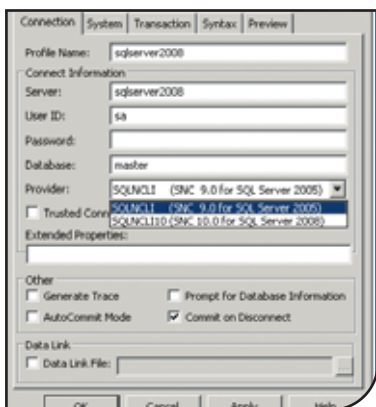 Connection System Transaction Syntax Preview
Profile Name: sqlserver2008
Connect Information
Server: sqlserver2008
User ID: sa
Password:
Database: master
Provider: SQLNCLI (SNC 9.0 for SQL Server 2005)
SQLNCLI (SNC 9.0 for SQL Server 2005)
Trusted Conn
SQLNCLI10 (SNC 10.0 for SQL Server 2008)
Extended Properties:
Other
Generate Trace Prompt for Database Information
AutoCommit Mode Commit on Disconnect
Data Link
Data Link File: ...
OK Cancel Apply Help